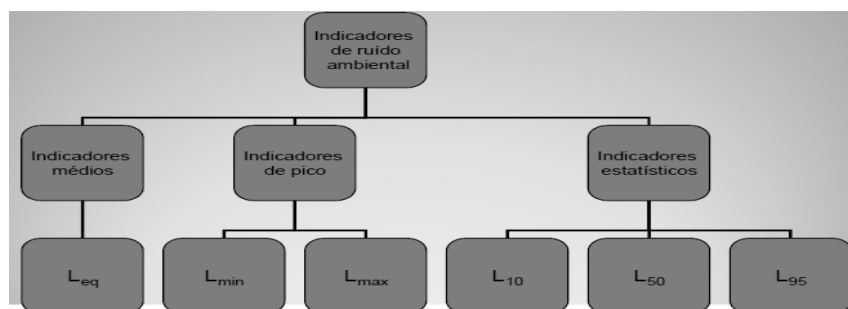 Indicadores
de ruído
ambiental
Indicadores
médios
Indicadores
de pico
Indicadores
estatísticos
Leq
Lmin
Lmax
L10
L50
L95